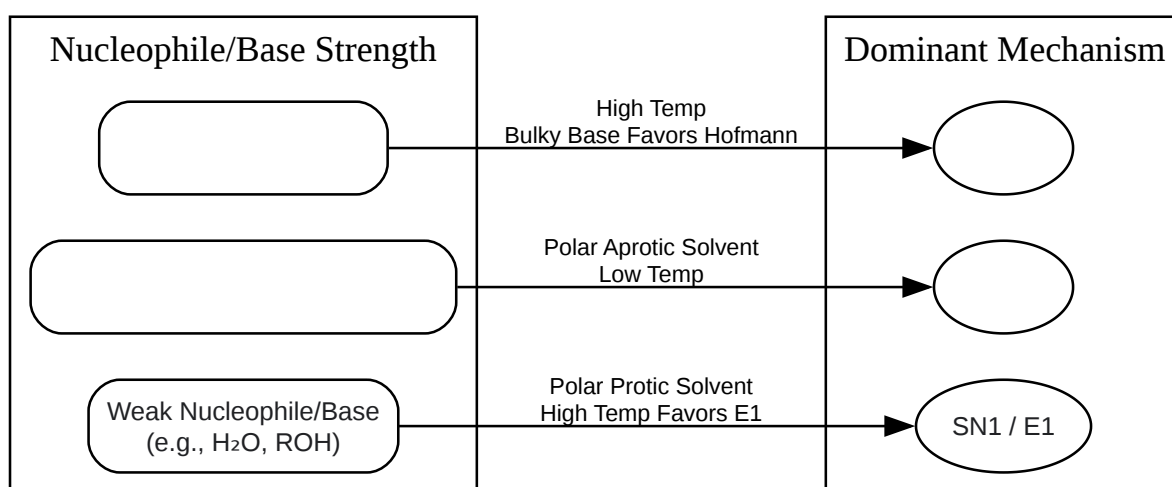 Nucleophile/Base Strength
Dominant Mechanism
High Temp
Bulky Base Favors Hofmann
Polar Aprotic Solvent
Low Temp
Weak Nucleophile/Base
(e.g., H₂O, ROH)
Polar Protic Solvent
High Temp Favors E1
SN1 / E1